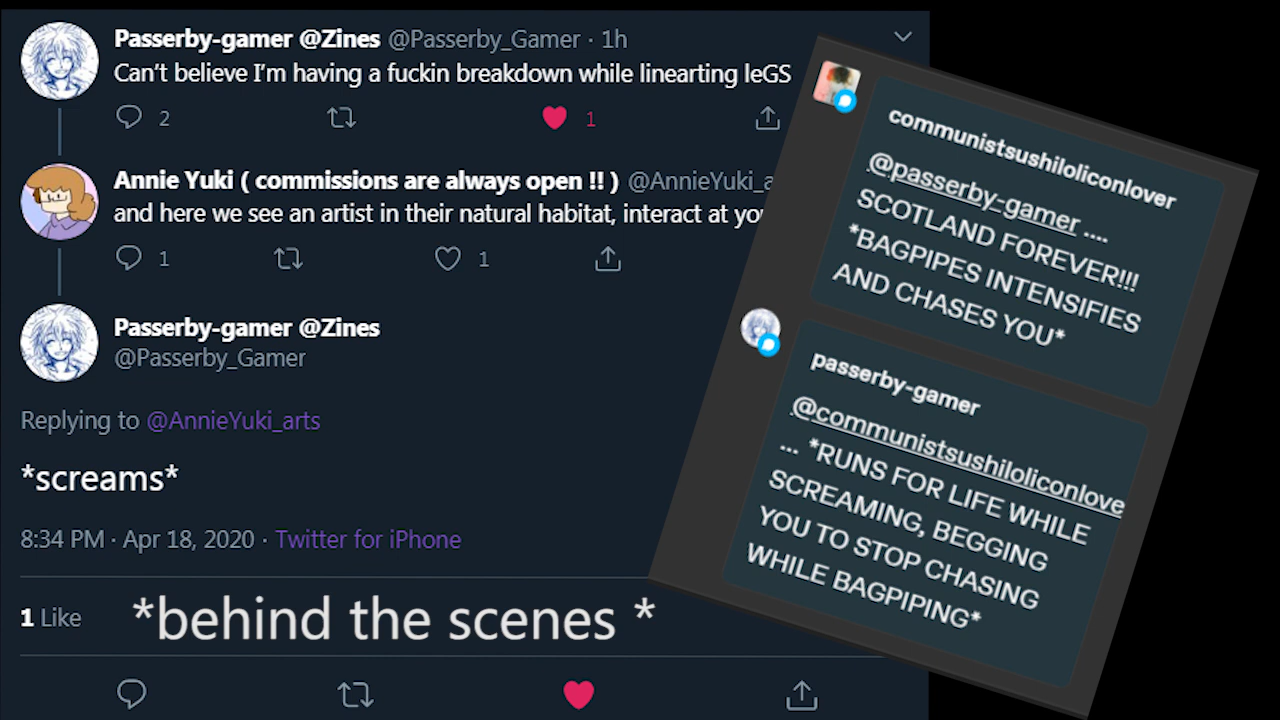 Passerby-gamer @Zines @Passerby_Gamer · 1h
Can't believe I'm having a fuckin breakdown while linearting leGS
2 1
Annie Yuki ( commissions are always open !! ) @AnnieYuki_a
and here we see an artist in their natural habitat, interact at you
1 1
Passerby-gamer @Zines
@Passerby_Gamer
Replying to @AnnieYuki_arts
*screams*
8:34 PM · Apr 18, 2020 · Twitter for iPhone
1 Like
*behind the scenes *
communistsushiloliconlover
@passerby-gamer ....
SCOTLAND FOREVER!!!
*BAGPIPES INTENSIFIES
AND CHASES YOU*
passerby-gamer
@communistsushiloliconlove
... *RUNS FOR LIFE WHILE
SCREAMING, BEGGING
YOU TO STOP CHASING
WHILE BAGPIPING*